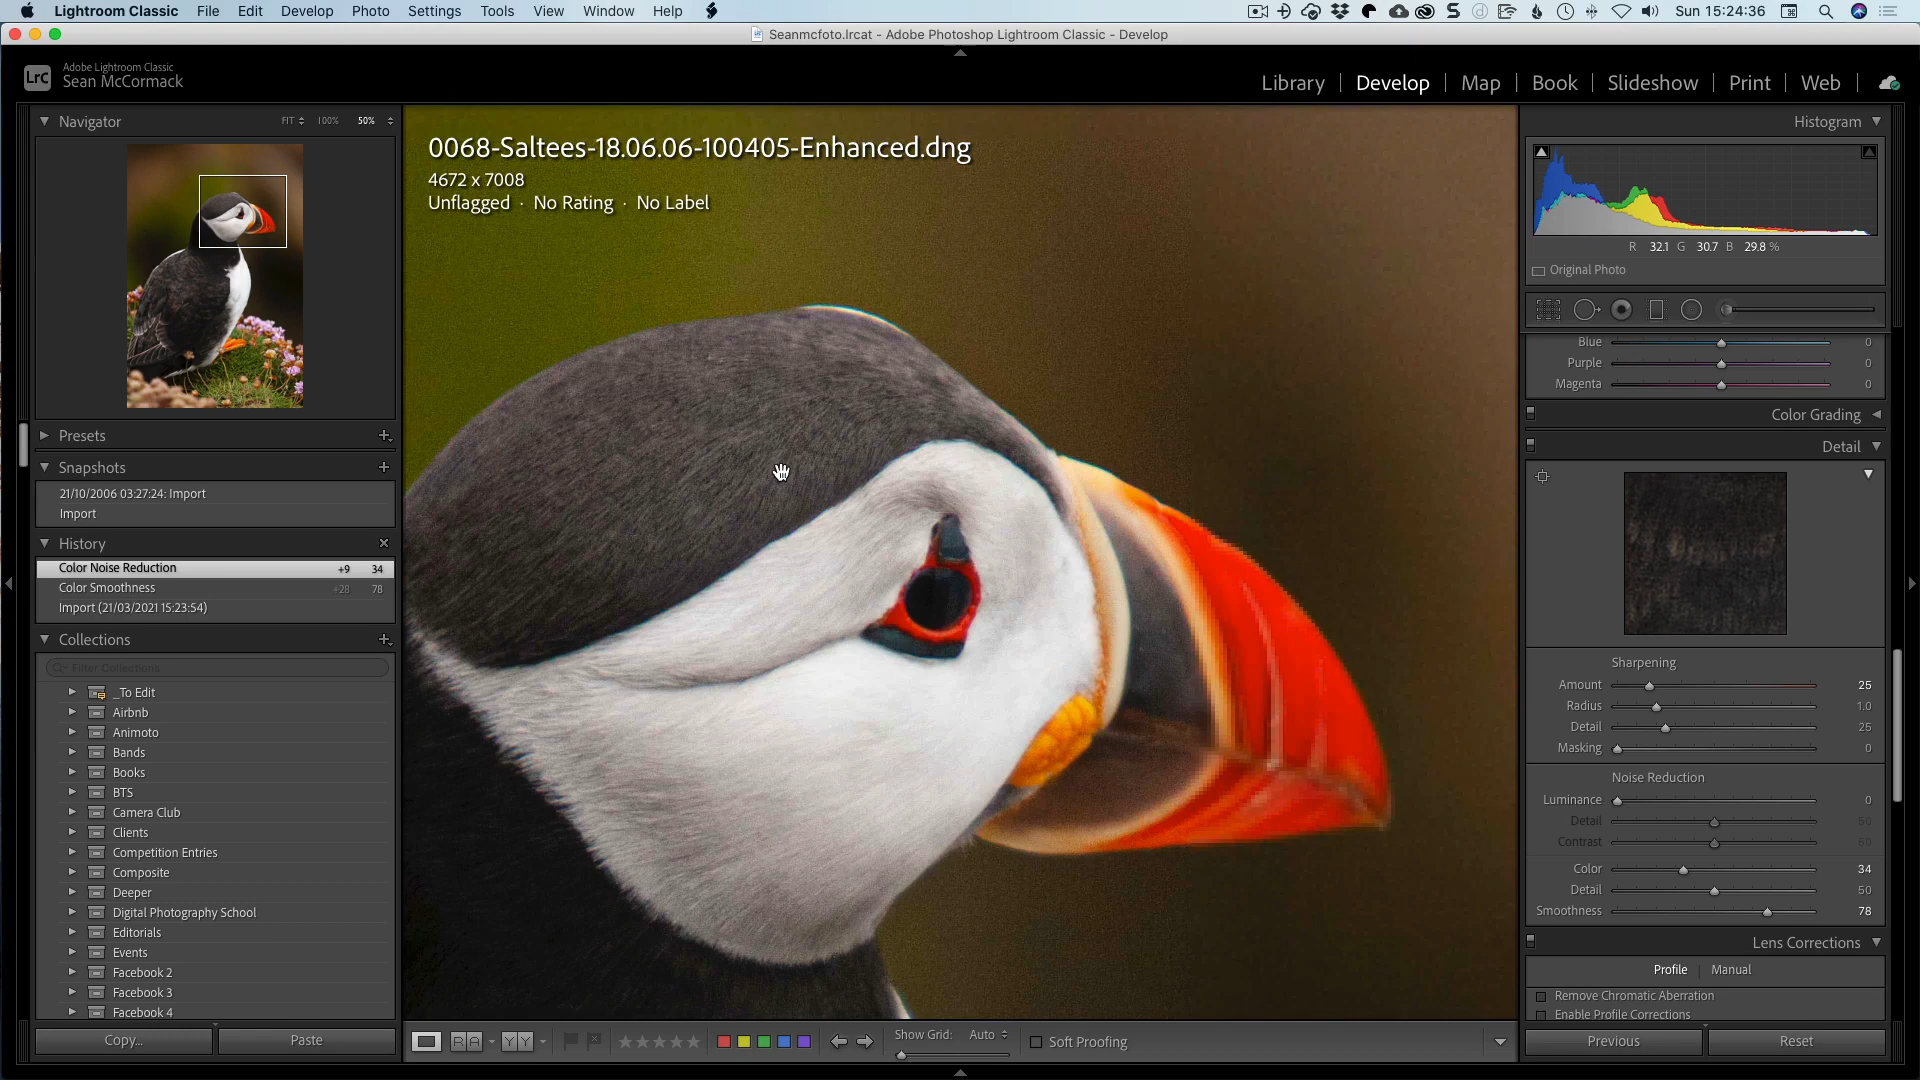 Lightroom Classic File Edit Develop Photo Settings Tools View Window Help Sun 15:24:36
Seanmcfoto.lrcat - Adobe Photoshop Lightroom Classic - Develop
Lrc Adobe Lightroom Classic
Sean McCormack
Library Develop Map Book Slideshow Print Web
Navigator FIT 100% 50%
Presets
Snapshots
21/10/2006 03:27:24: Import
Import
History
Color Noise Reduction +9 34
Color Smoothness +28 78
Import (21/03/2021 15:23:54)
Collections
Filter Collections
_To Edit
Airbnb
Animoto
Bands
Books
BTS
Camera Club
Clients
Competition Entries
Composite
Deeper
Digital Photography School
Editorials
Events
Facebook 2
Facebook 3
Facebook 4
Copy... Paste
0068-Saltees-18.06.06-100405-Enhanced.dng
4672 x 7008
Unflagged · No Rating · No Label
R A Y Y Show Grid: Auto Soft Proofing
Histogram
R 32.1 G 30.7 B 29.8 %
Original Photo
Blue 0
Purple 0
Magenta 0
Color Grading
Detail
Sharpening
Amount 25
Radius 1.0
Detail 25
Masking 0
Noise Reduction
Luminance 0
Detail 50
Contrast 50
Color 34
Detail 50
Smoothness 78
Lens Corrections
Profile Manual
Remove Chromatic Aberration
Enable Profile Corrections
Previous Reset